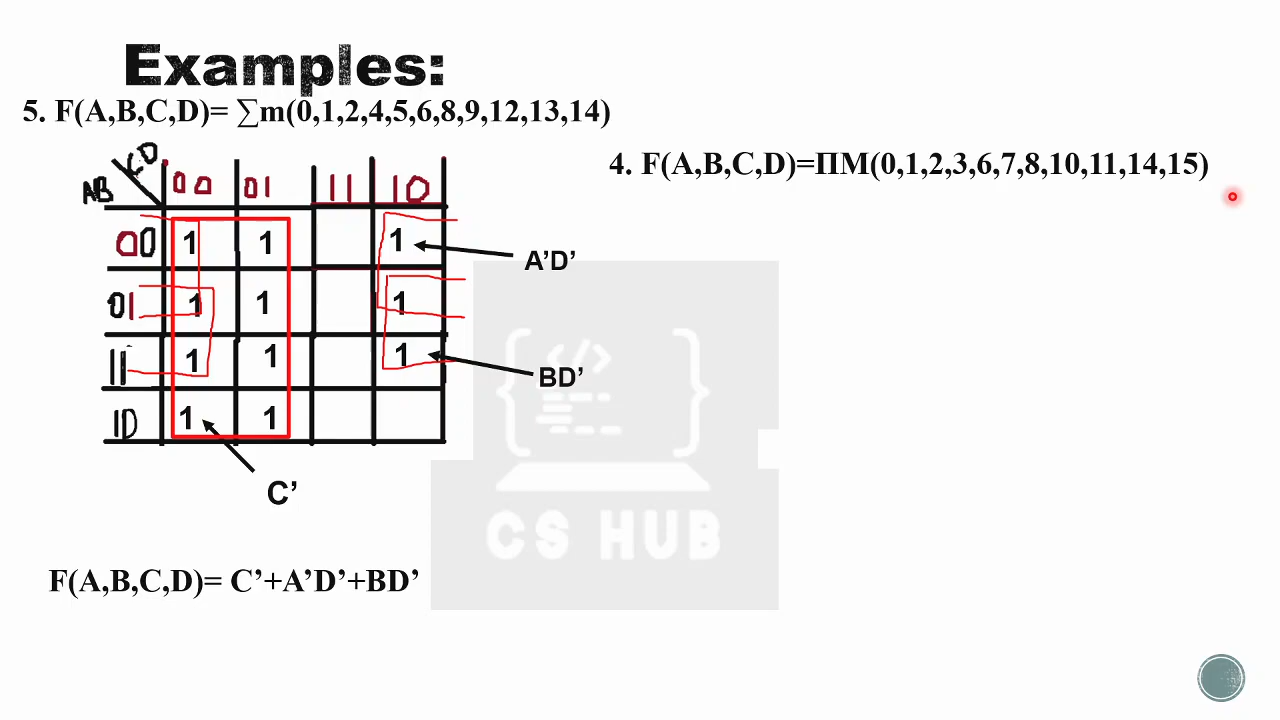 Examples:
5. F(A,B,C,D)= ∑m(0,1,2,4,5,6,8,9,12,13,14)
4. F(A,B,C,D)=ΠM(0,1,2,3,6,7,8,10,11,14,15)
CD
AB
00 01 11 10
00 1 1 1
A’D’
01 1 1 1
11 1 1 1
BD’
10 1 1
C’
</>
CS HUB
F(A,B,C,D)= C’+A’D’+BD’